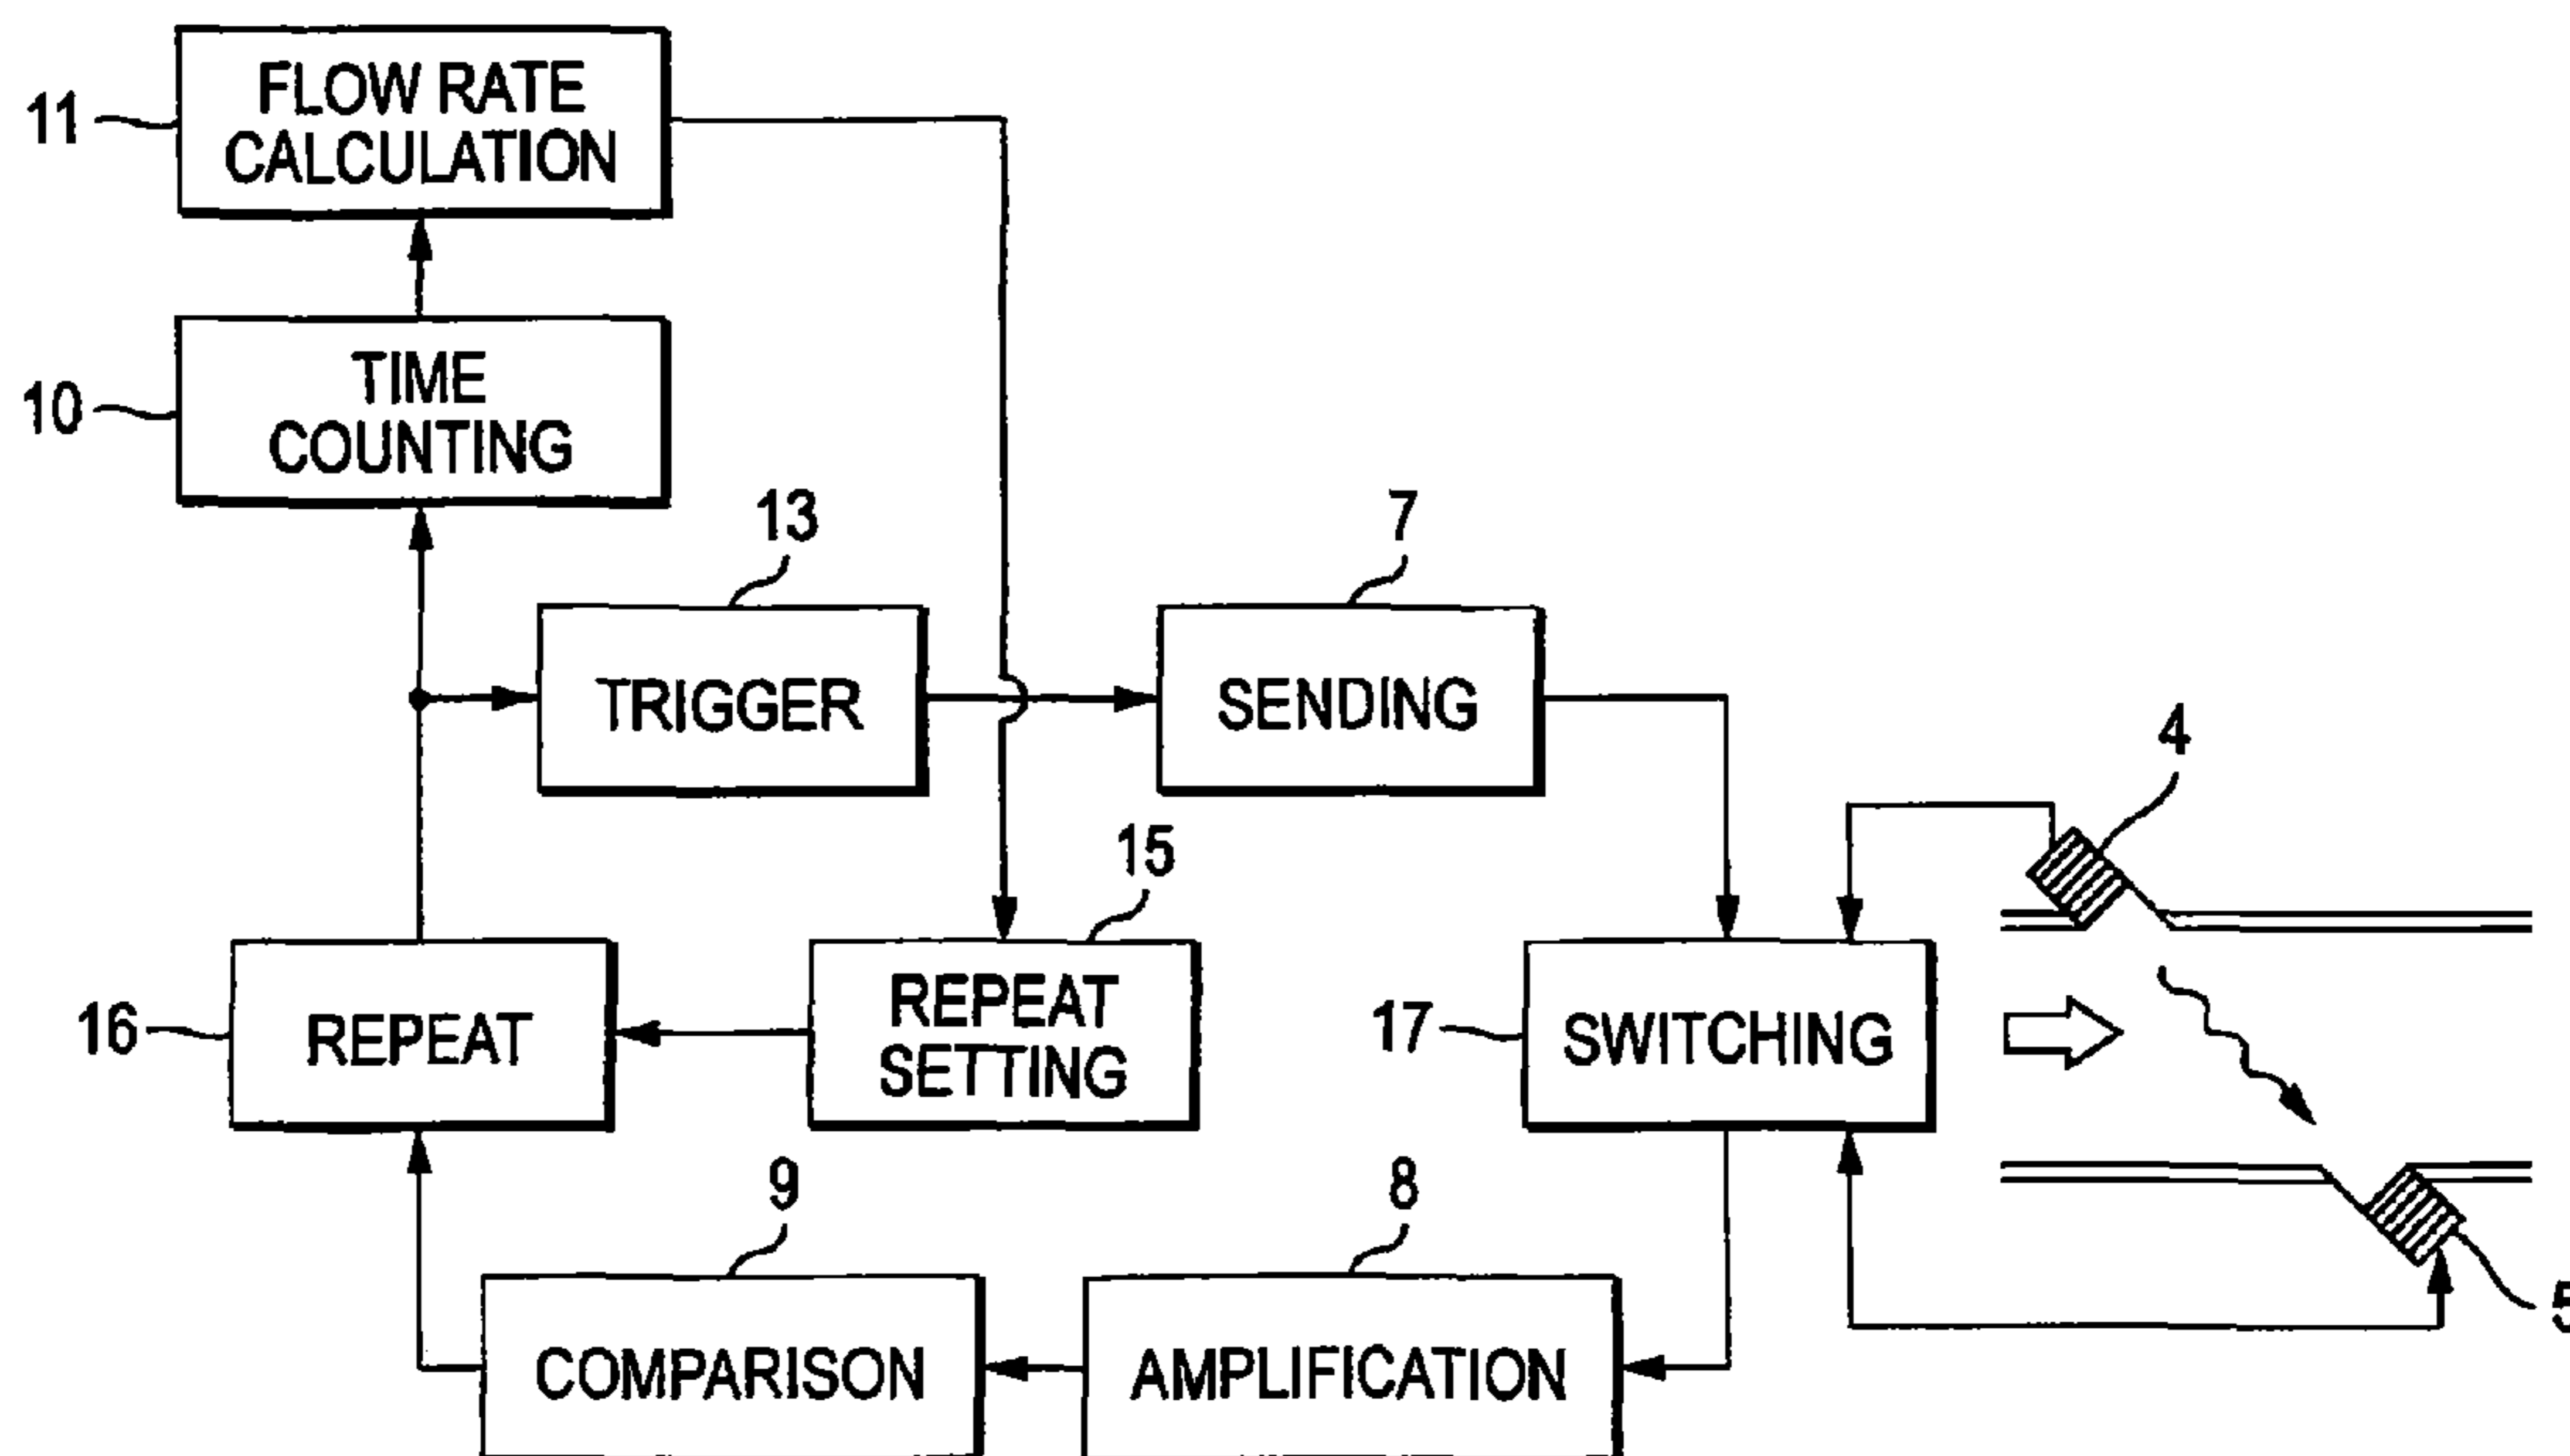 11
FLOW RATE
CALCULATION
10
TIME
COUNTING
13
TRIGGER
7
SENDING
4
15
REPEAT
SETTING
16
REPEAT
17
SWITCHING
9
COMPARISON
8
AMPLIFICATION
5